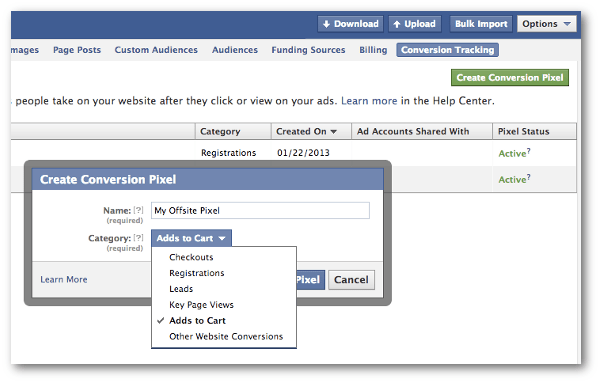 Download Upload Bulk Import Options
Page Posts Custom Audiences Audiences Funding Sources Billing Conversion Tracking
Create Conversion Pixel
people take on your website after they click or view on your ads. Learn more in the Help Center.
Category Created On Ad Accounts Shared With Pixel Status
Registrations 01/22/2013 Active?
Active?
Create Conversion Pixel
Name: [?] My Offsite Pixel
(required)
Category: [?] Adds to Cart
(required)
Checkouts
Registrations
Leads
Key Page Views
Adds to Cart
Other Website Conversions
Learn More Pixel Cancel